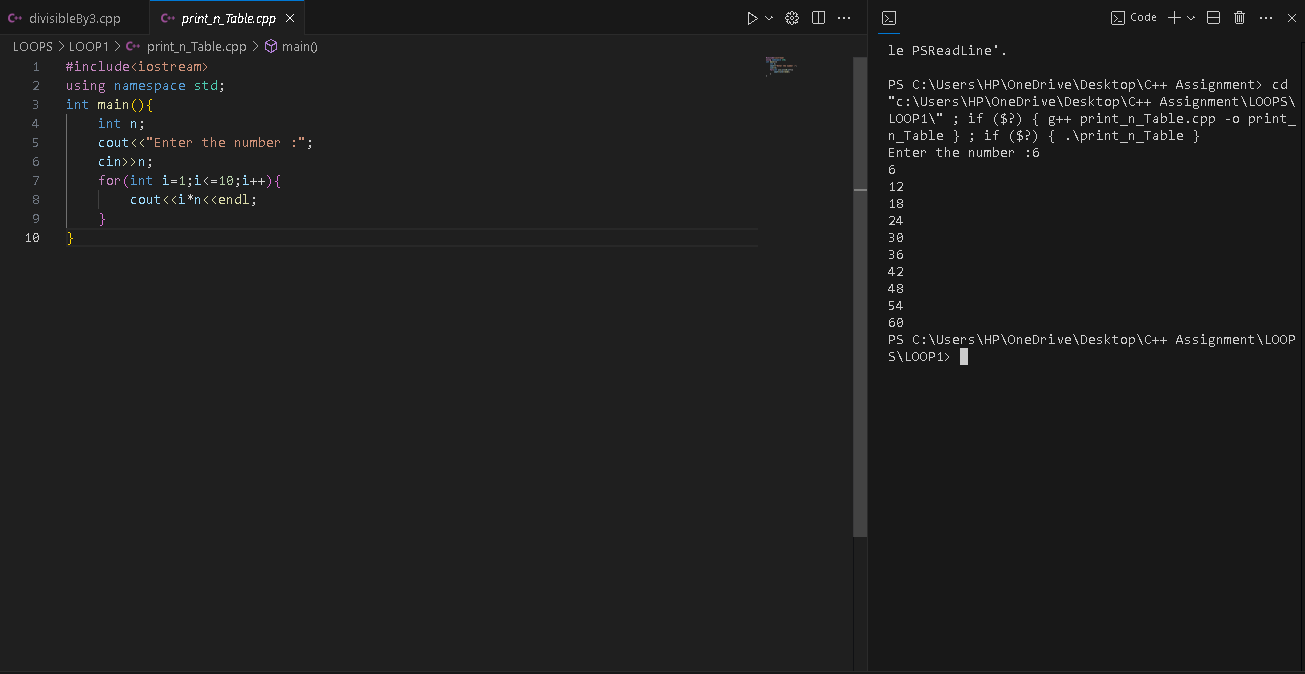 divisibleBy3.cpp
print_n_Table.cpp
LOOPS > LOOP1 > print_n_Table.cpp > main()
1 #include<iostream>
2 using namespace std;
3 int main(){
4 int n;
5 cout<<"Enter the number :";
6 cin>>n;
7 for(int i=1;i<=10;i++){
8 cout<<i*n<<endl;
9 }
10 }
Code
le PSReadLine'.
PS C:\Users\HP\OneDrive\Desktop\C++ Assignment> cd
"c:\Users\HP\OneDrive\Desktop\C++ Assignment\LOOPS\
LOOP1\" ; if ($?) { g++ print_n_Table.cpp -o print_
n_Table } ; if ($?) { .\print_n_Table }
Enter the number :6
6
12
18
24
30
36
42
48
54
60
PS C:\Users\HP\OneDrive\Desktop\C++ Assignment\LOOP
S\LOOP1>